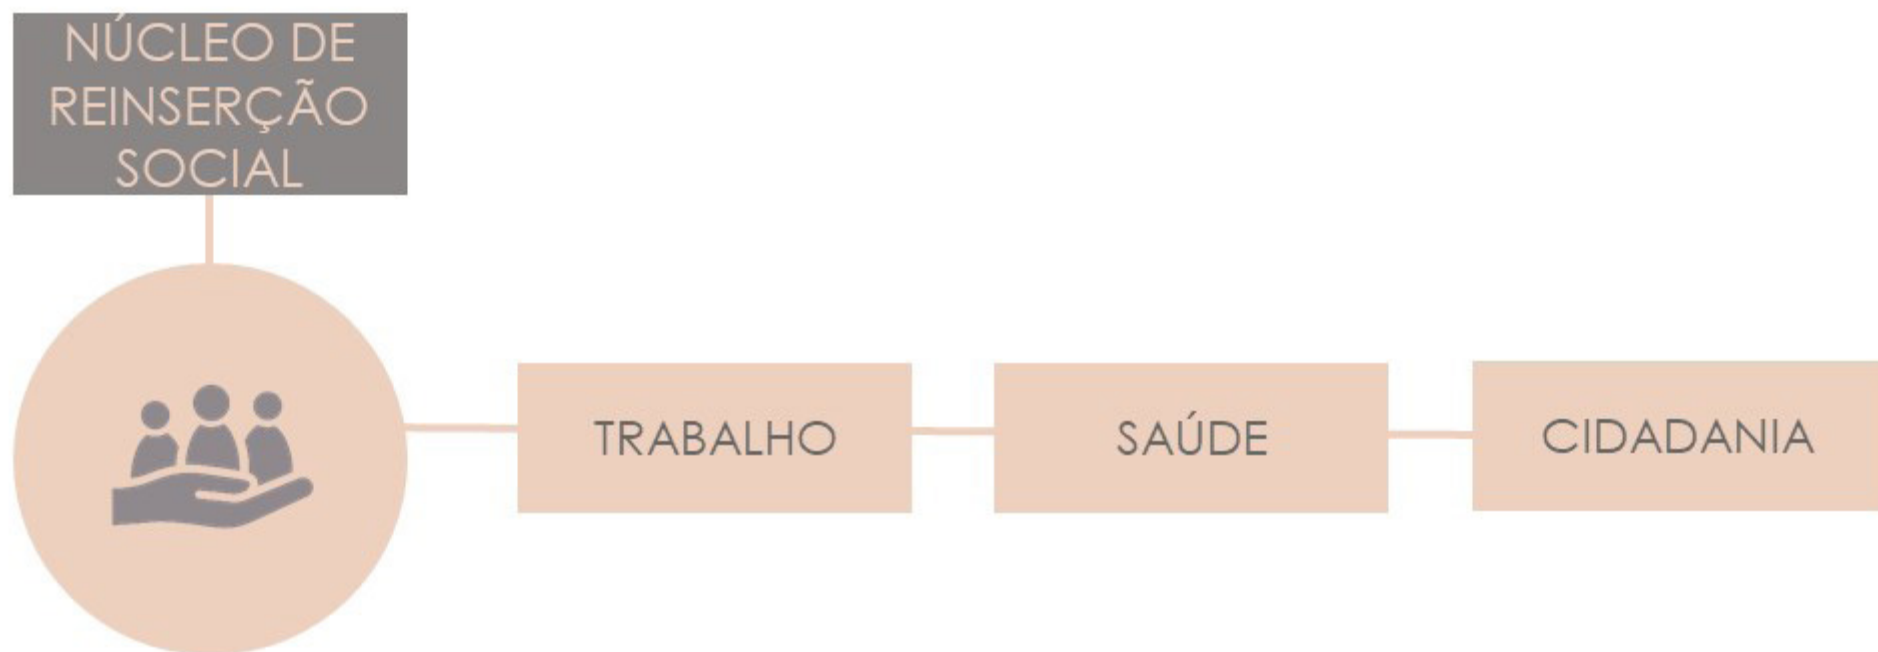 NÚCLEO DE
REINSERÇÃO
SOCIAL
TRABALHO
SAÚDE
CIDADANIA